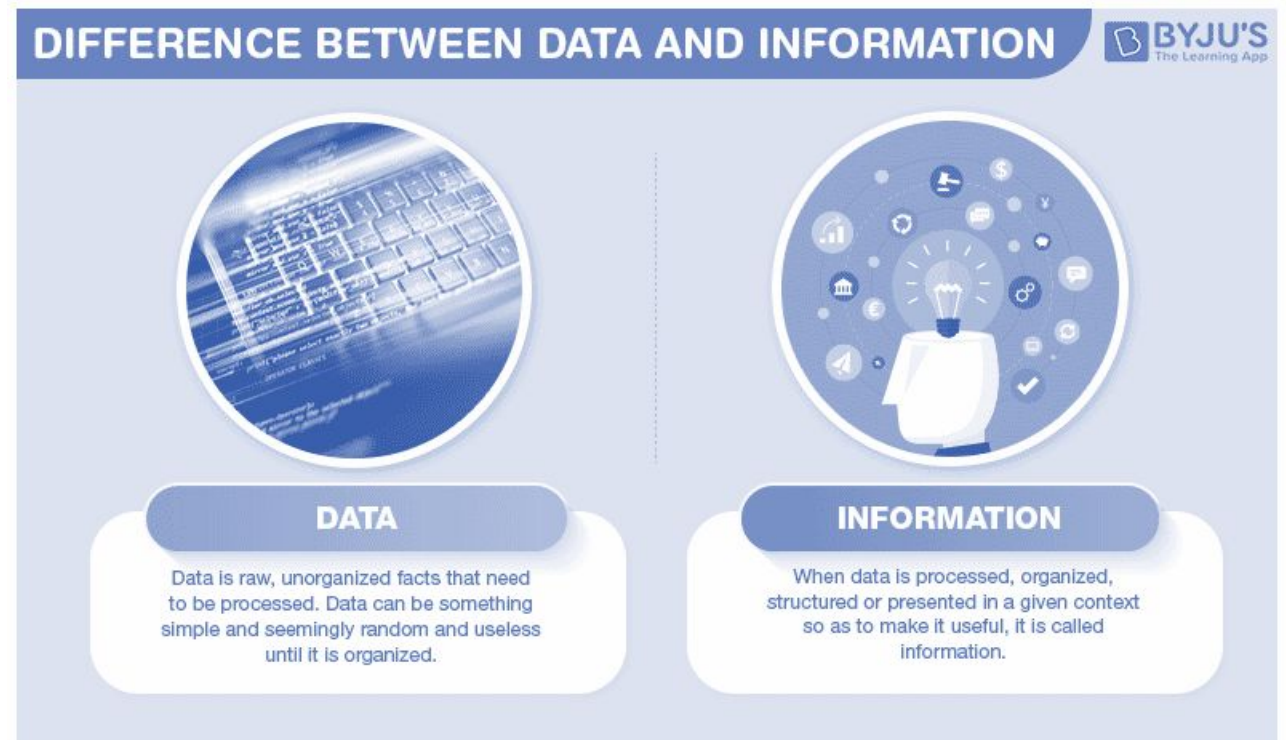 DIFFERENCE BETWEEN DATA AND INFORMATION
BYJU'S
The Learning App
DATA
Data is raw, unorganized facts that need
to be processed. Data can be something
simple and seemingly random and useless
until it is organized.
INFORMATION
When data is processed, organized,
structured or presented in a given context
so as to make it useful, it is called
information.